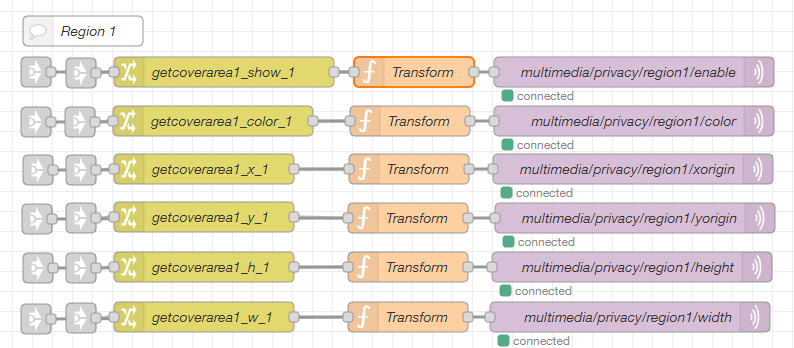 Region 1
getcoverarea1_show_1 Transform multimedia/privacy/region1/enable
connected
getcoverarea1_color_1 Transform multimedia/privacy/region1/color
connected
getcoverarea1_x_1 Transform multimedia/privacy/region1/xorigin
connected
getcoverarea1_y_1 Transform multimedia/privacy/region1/yorigin
connected
getcoverarea1_h_1 Transform multimedia/privacy/region1/height
connected
getcoverarea1_w_1 Transform multimedia/privacy/region1/width
connected